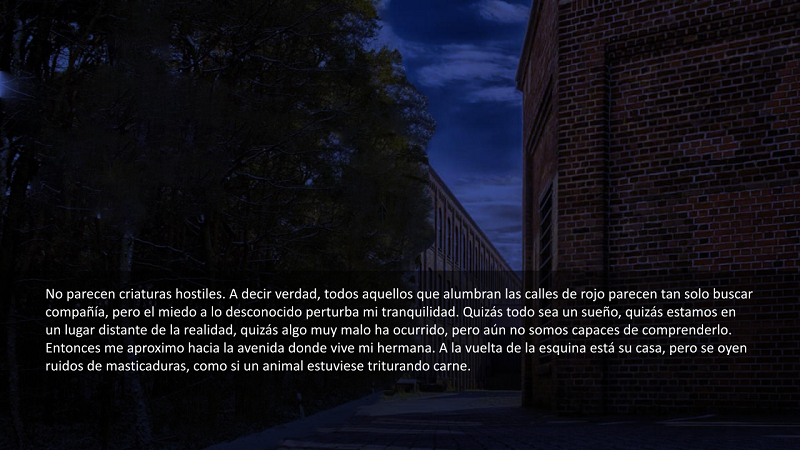 No parecen criaturas hostiles. A decir verdad, todos aquellos que alumbran las calles de rojo parecen tan solo buscar
compañía, pero el miedo a lo desconocido perturba mi tranquilidad. Quizás todo sea un sueño, quizás estamos en
un lugar distante de la realidad, quizás algo muy malo ha ocurrido, pero aún no somos capaces de comprenderlo.
Entonces me aproximo hacia la avenida donde vive mi hermana. A la vuelta de la esquina está su casa, pero se oyen
ruidos de masticaduras, como si un animal estuviese triturando carne.